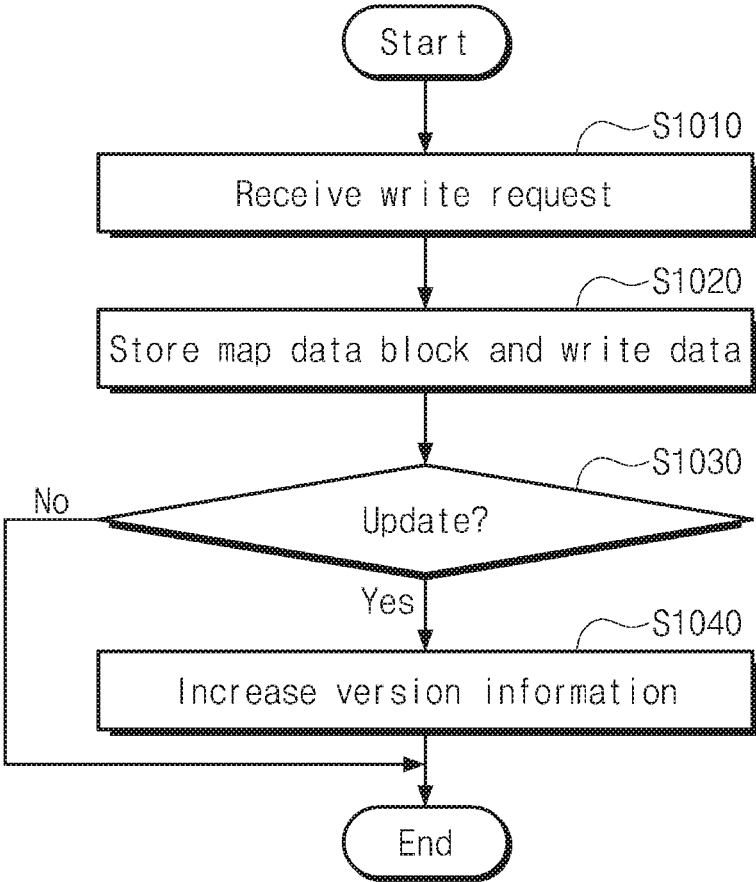 Start
S1010
Receive write request
S1020
Store map data block and write data
S1030
No
Update?
Yes
S1040
Increase version information
End